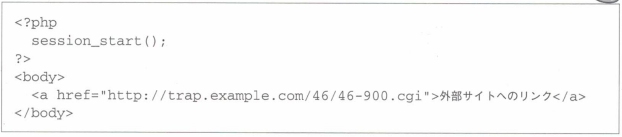 <?php
  session_start();
?>
<body>
  <a href="http://trap.example.com/46/46-900.cgi">外部サイトへのリンク</a>
</body>